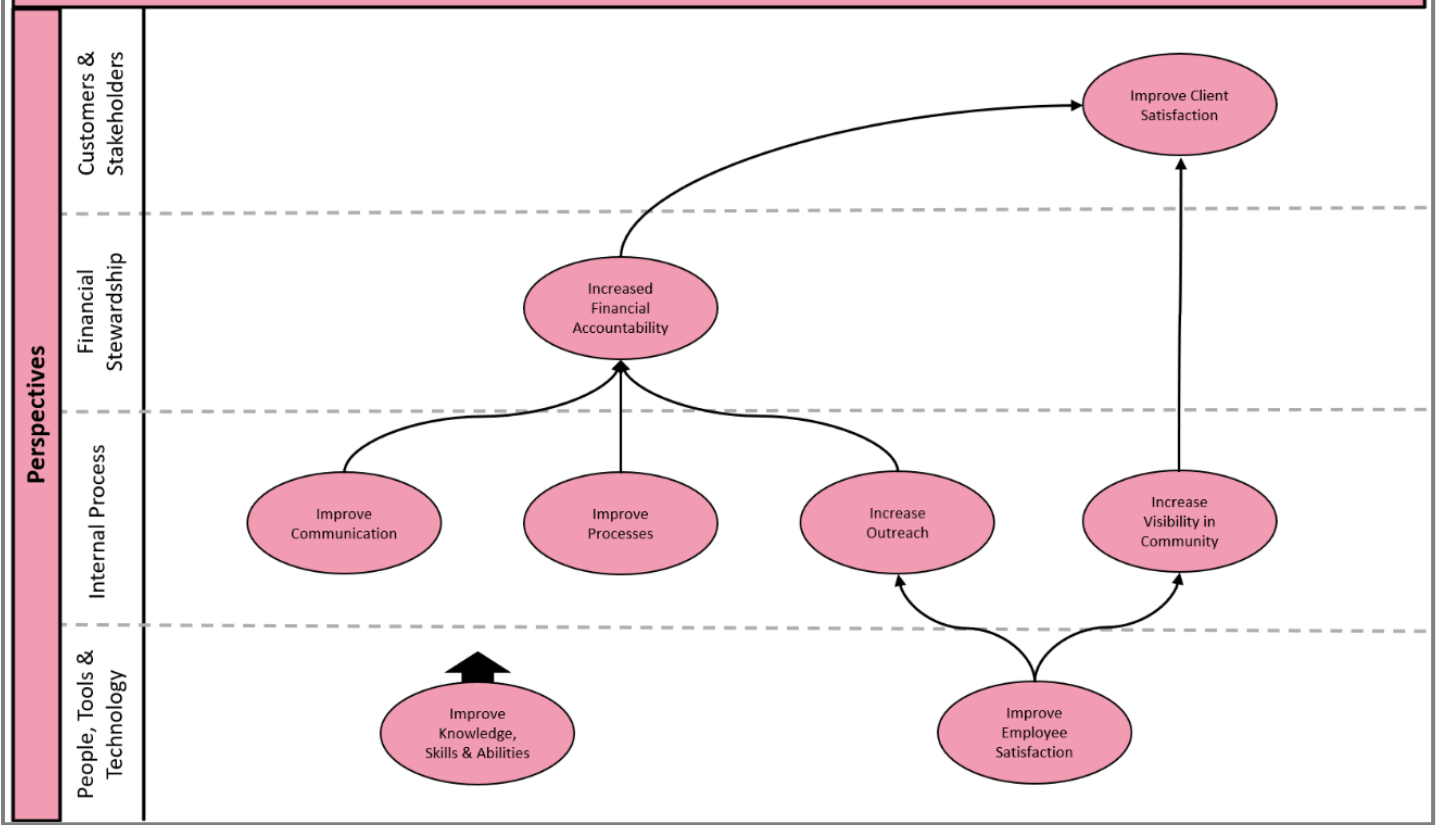 Perspectives
Customers &
Stakeholders
Improve Client
Satisfaction
Financial
Stewardship
Increased
Financial
Accountability
Internal Process
Improve
Communication
Improve
Processes
Increase
Outreach
Increase
Visibility in
Community
People, Tools &
Technology
Improve
Knowledge,
Skills & Abilities
Improve
Employee
Satisfaction